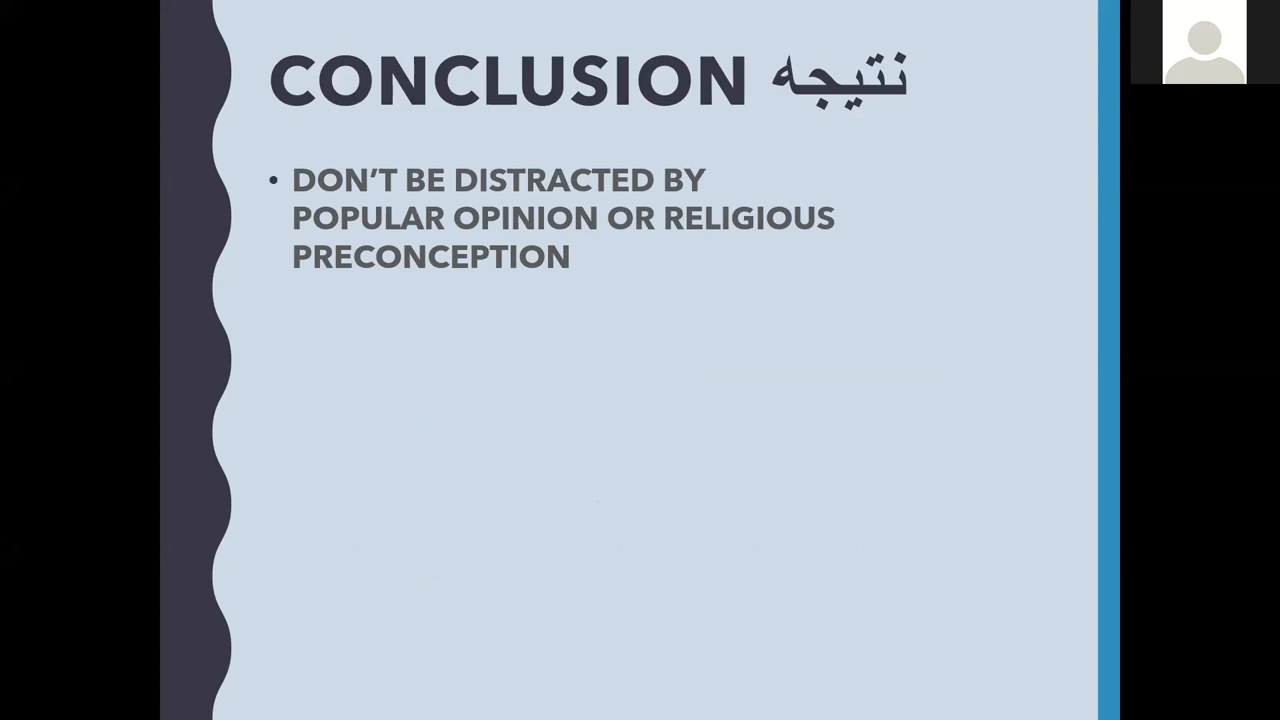 CONCLUSION نتیجه
• DON’T BE DISTRACTED BY
POPULAR OPINION OR RELIGIOUS
PRECONCEPTION